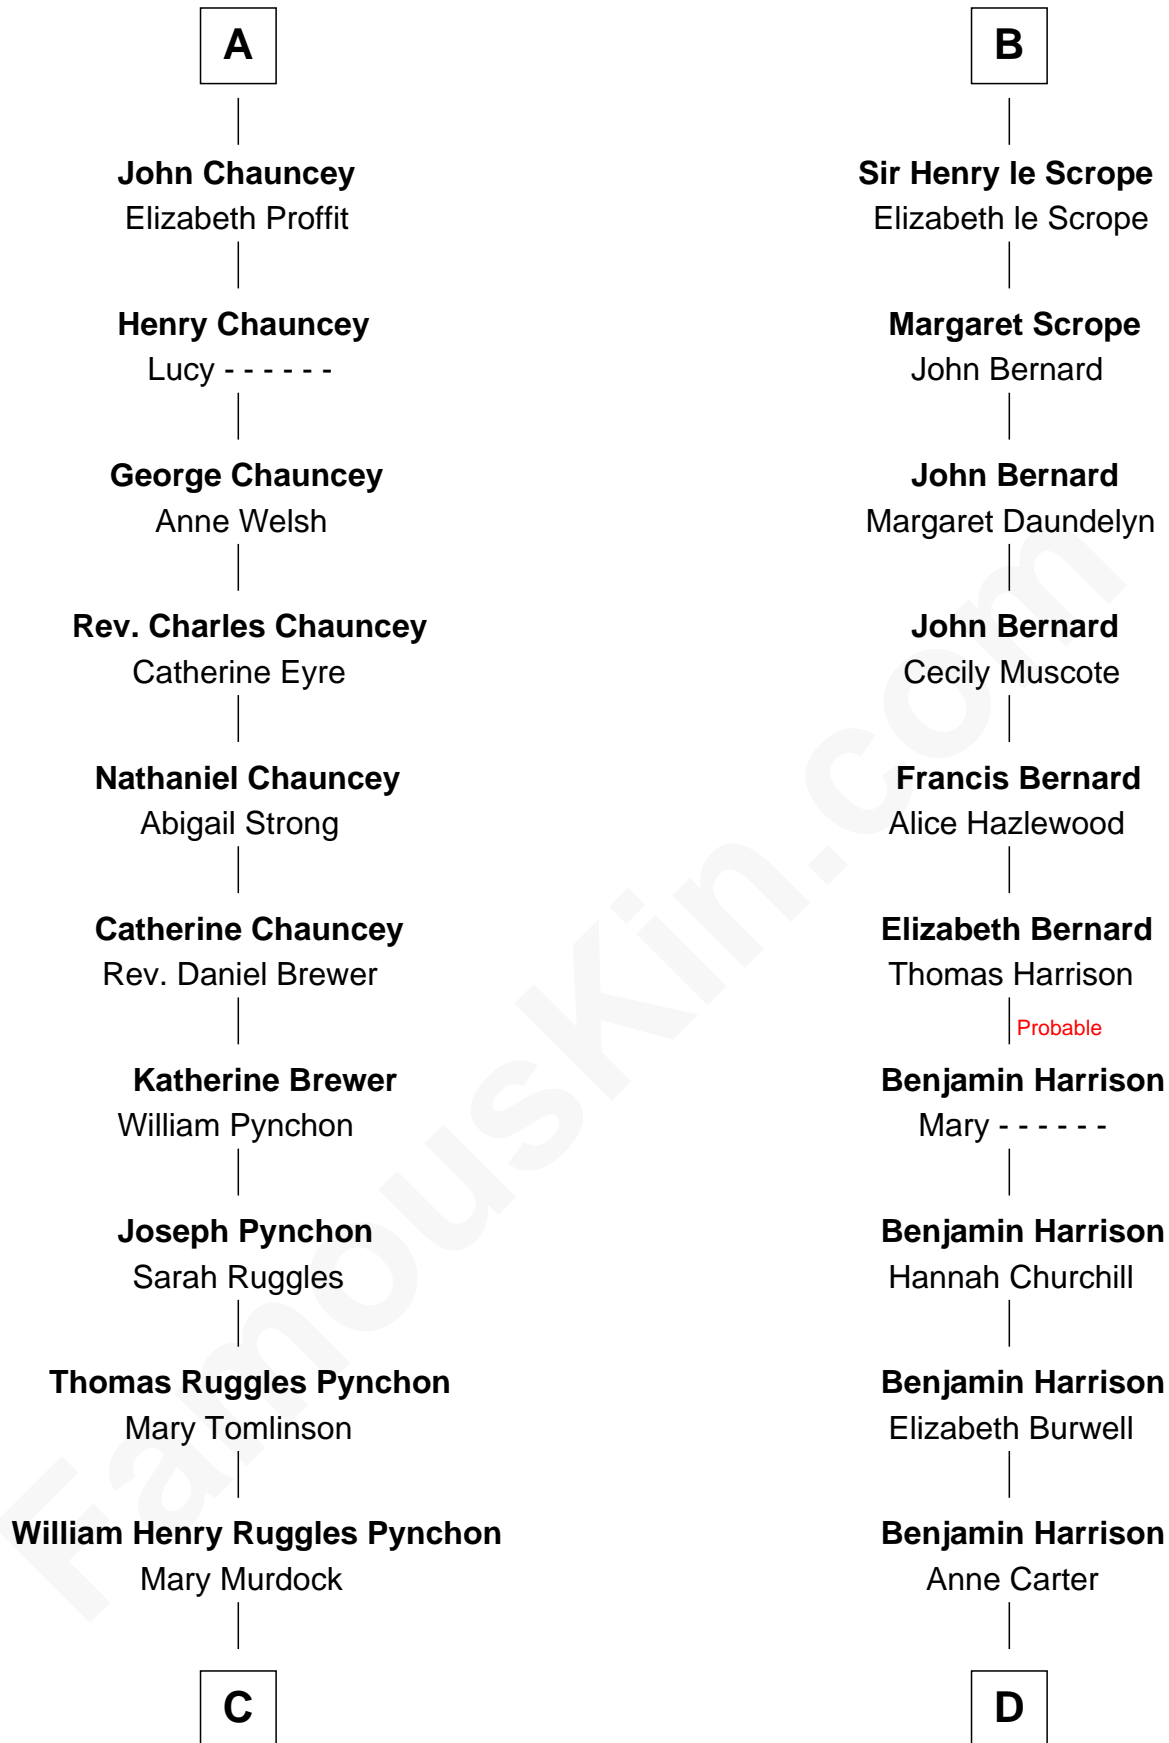 A
John Chauncey
Elizabeth Proffit
Henry Chauncey
Lucy - - - - - -
George Chauncey
Anne Welsh
Rev. Charles Chauncey
Catherine Eyre
Nathaniel Chauncey
Abigail Strong
Catherine Chauncey
Rev. Daniel Brewer
Katherine Brewer
William Pynchon
Joseph Pynchon
Sarah Ruggles
Thomas Ruggles Pynchon
Mary Tomlinson
William Henry Ruggles Pynchon
Mary Murdock
C
B
Sir Henry le Scrope
Elizabeth le Scrope
Margaret Scrope
John Bernard
John Bernard
Margaret Daundelyn
John Bernard
Cecily Muscote
Francis Bernard
Alice Hazlewood
Elizabeth Bernard
Thomas Harrison
Probable
Benjamin Harrison
Mary - - - - - -
Benjamin Harrison
Hannah Churchill
Benjamin Harrison
Elizabeth Burwell
Benjamin Harrison
Anne Carter
D
FamousKin.com